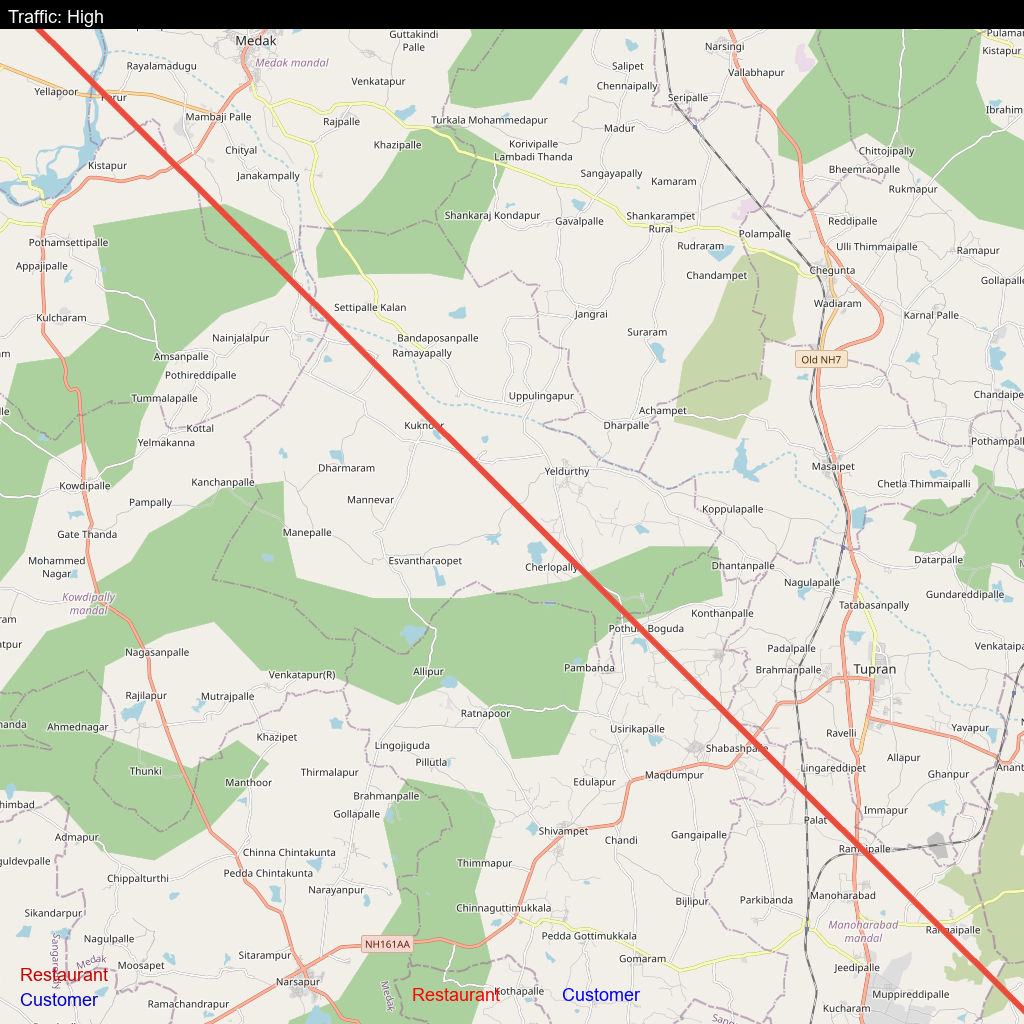 Traffic: High
Medak
Guttakindi
Palle
Narsingi
Pulamar
Kistapur
Medak mandal
Rayalamadugu
Venkatapur
Salipet
Vallabhapur
Chennaipally
Yellapoor
Seripalle
Ibrahim
Mambaji Palle
Rajpalle
Turkala Mohammedapur
Madur
Chityal
Khazipalle
Korivipalle
Lambadi Thanda
Chittojipally
Kistapur
Janakampally
Sangayapally
Kamaram
Bheemraopalle
Rukmapur
Shankaraj Kondapur
Gavalpalle
Shankarampet
Rural
Reddipalle
Polampalle
Pothamsettipalle
Rudraram
Ulli Thimmaipalle
Ramapur
Appajipalle
Chandampet
Chegunta
Gollapalle
Settipalle Kalan
Wadiaram
Kulcharam
Jangrai
Karnal Palle
Nainjalalpur
Bandaposanpalle
Suraram
Ramayapally
Amsanpalle
Old NH7
Pothireddipalle
Tummalapalle
Uppulingapur
Chandaipe
Achampet
Kottal
Kuknoor
Dharpalle
Yelmakanna
Pothampall
Dharmaram
Yeldurthy
Masaipet
Kowdipalle
Kanchanpalle
Chetla Thimmaipalli
Pampally
Mannevar
Koppulapalle
Gate Thanda
Manepalle
Mohammed
Nagar
Esvantharaopet
Cherlopally
Dhantanpalle
Datarpalle
Nagulapalle
Kowdipally
mandal
Gundareddipalle
Tatabasanpally
Konthanpalle
Nagasanpalle
Padalpalle
Venkataipa
Venkatapur(R)
Allipur
Pambanda
Brahmanpalle
Tupran
Rajilapur
Mutrajpalle
Ratnapoor
Ahmednagar
Usirikapalle
Ravelli
Yavapur
Khazipet
Lingojiguda
Shabashpalle
Pillutla
Allapur
Thunki
Thirmalapur
Maqdumpur
Lingareddipet
Ghanpur
Anant
Manthoor
Edulapur
Brahmanpalle
Gollapalle
Immapur
Palat
Admapur
Shivampet
Gangaipalle
Chandi
Chinna Chintakunta
Thimmapur
Pedda Chintakunta
Chippalturthi
Narayanpur
Manoharabad
Bijlipur
Parkibanda
Sikandarpur
Chinnaguttimukkala
Manoharabad
mandal
Rangaipalle
Nagulpalle
NH161AA
Pedda Gottimukkala
Sitarampur
Gomaram
Moosapet
Medak
Jeedipally
Restaurant
Narsapur
Customer
Restaurant
Kothapalle
Customer
Muppireddipalle
Ramachandrapur
Medak
Kucharam